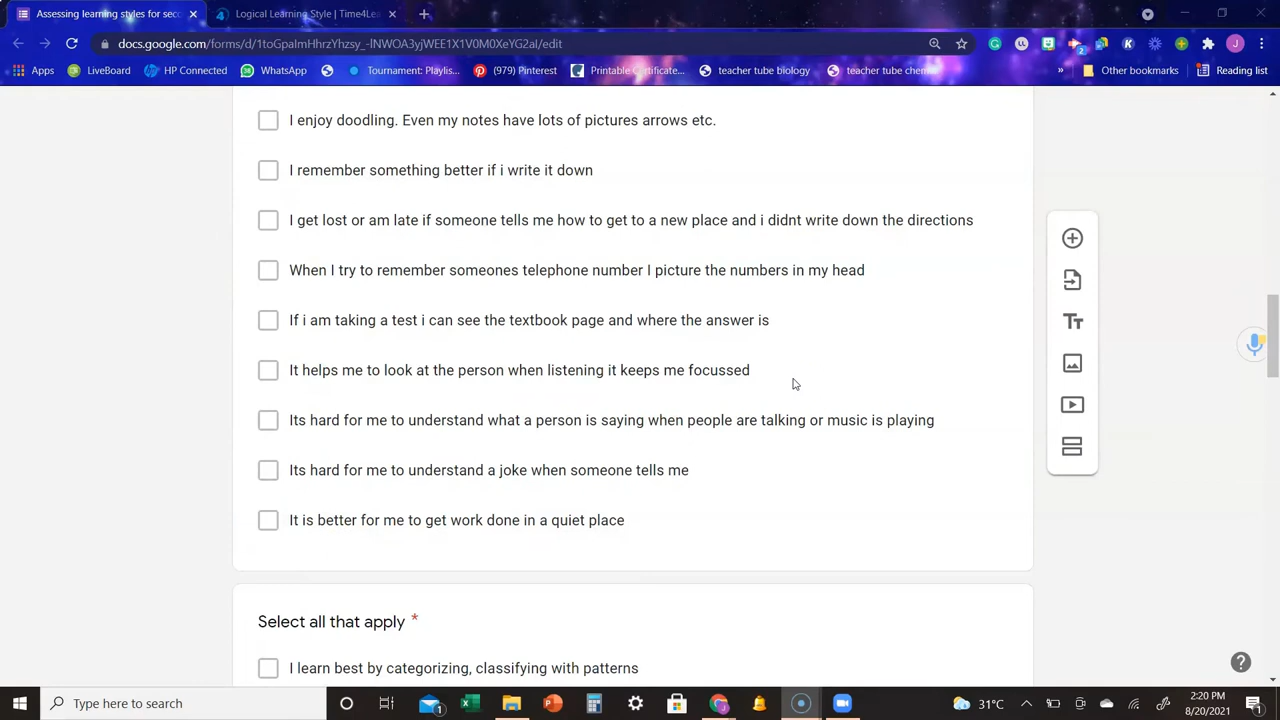 Assessing learning styles for seco
Logical Learning Style | Time4Lea
docs.google.com/forms/d/1toGpaImHhrzYhzsy_-INWOA3yjWEE1X1V0M0XeYG2aI/edit
Apps LiveBoard HP Connected WhatsApp Tournament: Playlis... (979) Pinterest Printable Certificate... teacher tube biology teacher tube chem » Other bookmarks Reading list
I enjoy doodling. Even my notes have lots of pictures arrows etc.
I remember something better if i write it down
I get lost or am late if someone tells me how to get to a new place and i didnt write down the directions
When I try to remember someones telephone number I picture the numbers in my head
If i am taking a test i can see the textbook page and where the answer is
It helps me to look at the person when listening it keeps me focussed
Its hard for me to understand what a person is saying when people are talking or music is playing
Its hard for me to understand a joke when someone tells me
It is better for me to get work done in a quiet place
Select all that apply *
I learn best by categorizing, classifying with patterns
Type here to search
31°C
2:20 PM
8/20/2021